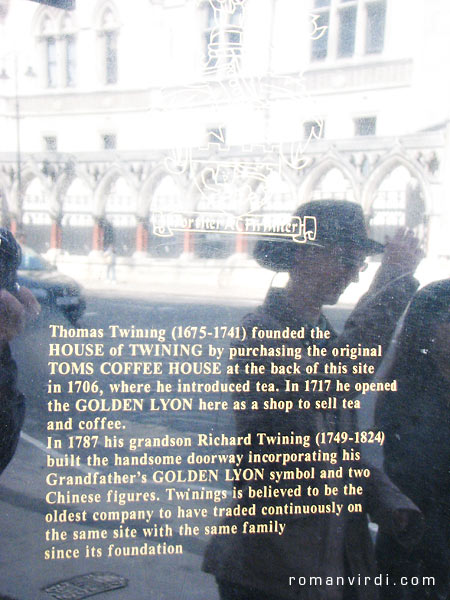 Thomas Twining (1675-1741) founded the
HOUSE of TWINING by purchasing the original
TOMS COFFEE HOUSE at the back of this site
in 1706, where he introduced tea. In 1717 he opened
the GOLDEN LYON here as a shop to sell tea
and coffee.
In 1787 his grandson Richard Twining (1749-1824)
built the handsome doorway incorporating his
Grandfather's GOLDEN LYON symbol and two
Chinese figures. Twinings is believed to be the
oldest company to have traded continuously on
the same site with the same family
since its foundation
romanvirdi.com